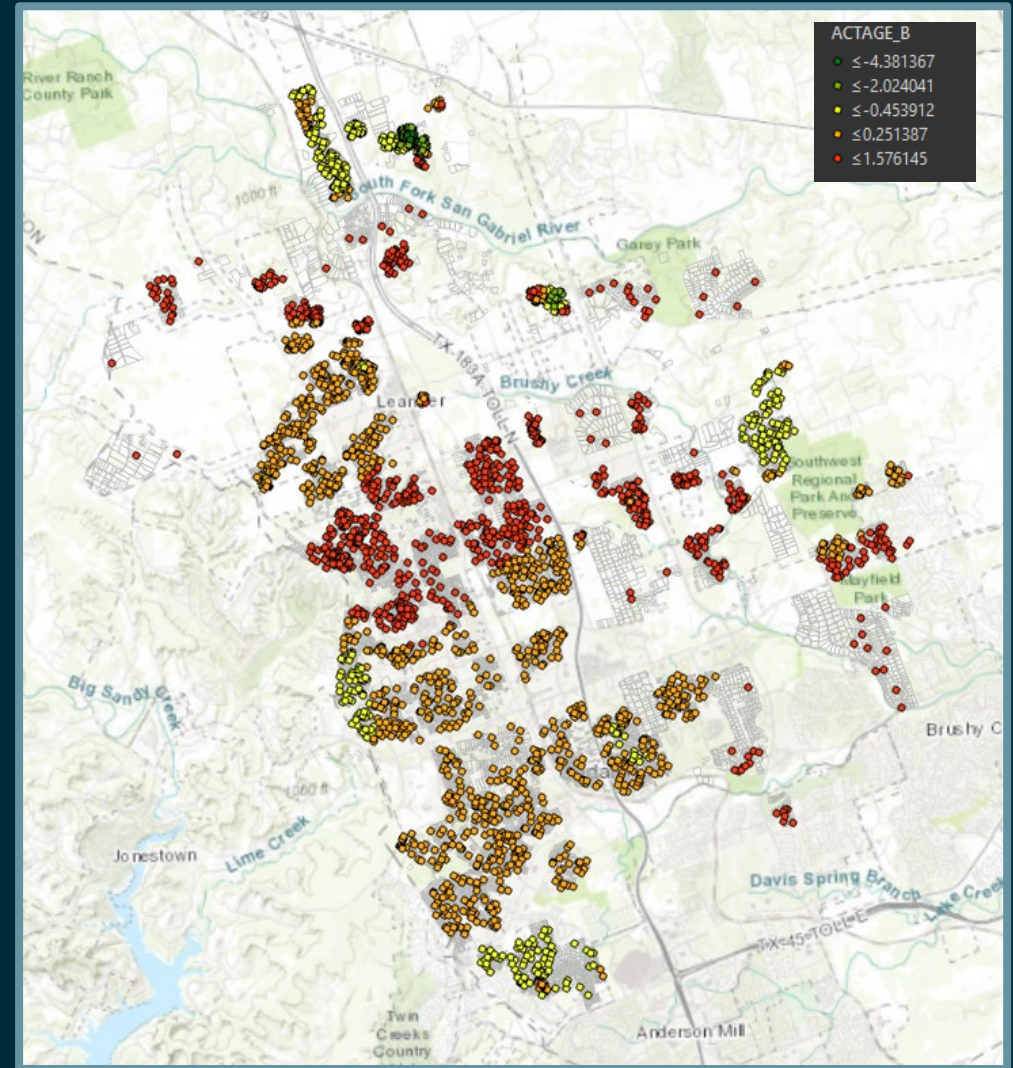 ACTAGE_B
≤-4.381367
≤-2.024041
≤-0.453912
≤0.251387
≤1.576145
River Ranch
County Park
1000 ft
South Fork San Gabriel River
ON
Garey Park
TX-183A-TOLL-N
Brushy Creek
Leander
Southwest
Regional
Park And
Preserve
Mayfield
Park
Big Sandy Creek
Brushy C
1060 ft
Jonestown
Lime Creek
Davis Spring Branch
Lake Creek
TX-45-TOLL-E
Twin
Creeks
Country
Anderson Mill